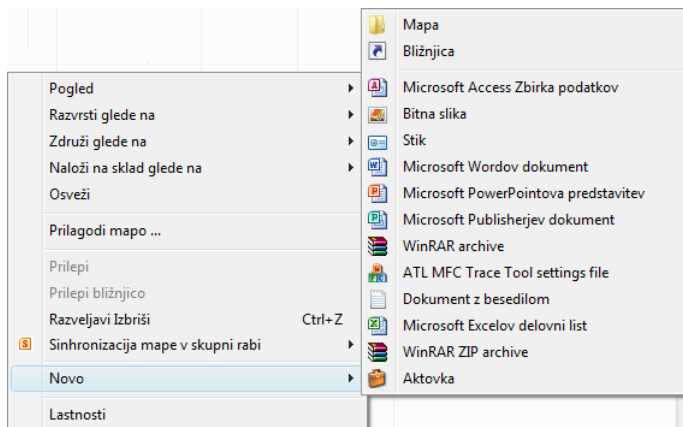 Pogled
Razvrsti glede na
Združi glede na
Naloži na sklad glede na
Osveži
Prilagodi mapo ...
Prilepi
Prilepi bližnjico
Razveljavi Izbriši Ctrl+Z
Sinhronizacija mape v skupni rabi
Novo
Lastnosti
Mapa
Bližnjica
Microsoft Access Zbirka podatkov
Bitna slika
Stik
Microsoft Wordov dokument
Microsoft PowerPointova predstavitev
Microsoft Publisherjev dokument
WinRAR archive
ATL MFC Trace Tool settings file
Dokument z besedilom
Microsoft Excelov delovni list
WinRAR ZIP archive
Aktovka